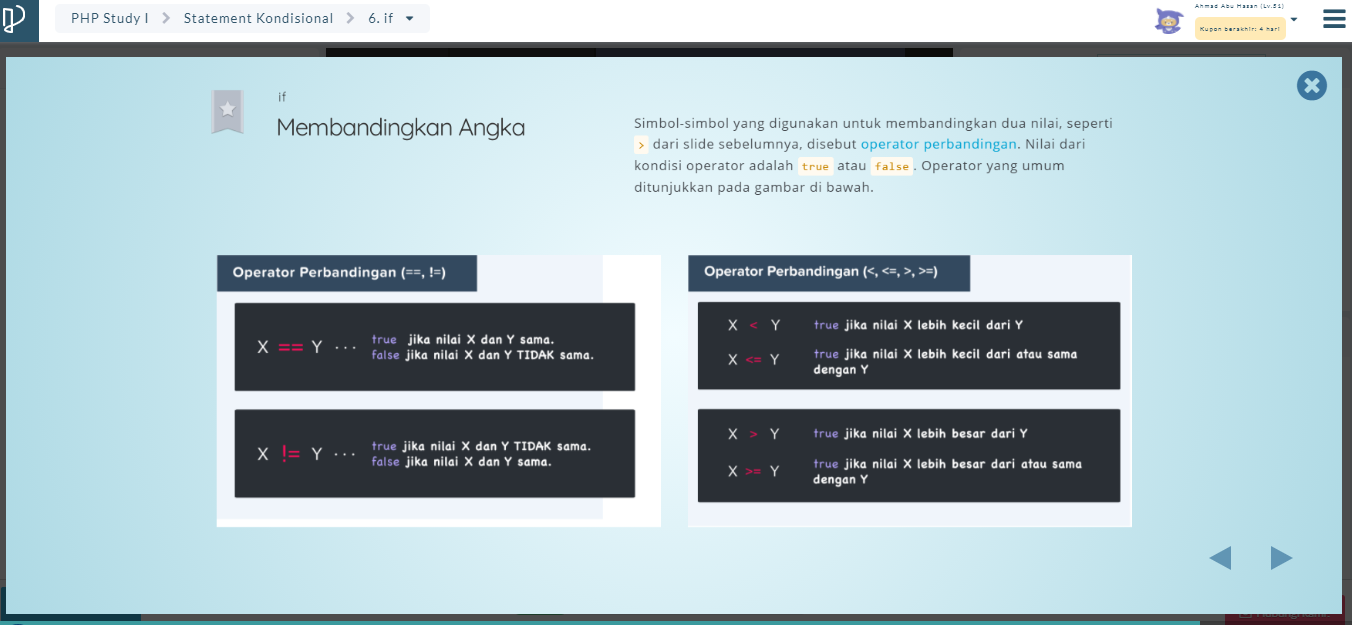 PHP Study I
Statement Kondisional
6. if
Ahmad Abu Hasan (Lv.51)
Kupon berakhir: 4 hari
if
Membandingkan Angka
Simbol-simbol yang digunakan untuk membandingkan dua nilai, seperti
> dari slide sebelumnya, disebut operator perbandingan. Nilai dari
kondisi operator adalah true atau false. Operator yang umum
ditunjukkan pada gambar di bawah.
Operator Perbandingan (==, !=)
X == Y ···
true jika nilai X dan Y sama.
false jika nilai X dan Y TIDAK sama.
X != Y ···
true jika nilai X dan Y TIDAK sama.
false jika nilai X dan Y sama.
Operator Perbandingan (<, <=, >, >=)
X < Y true jika nilai X lebih kecil dari Y
X <= Y true jika nilai X lebih kecil dari atau sama
dengan Y
X > Y true jika nilai X lebih besar dari Y
X >= Y true jika nilai X lebih besar dari atau sama
dengan Y